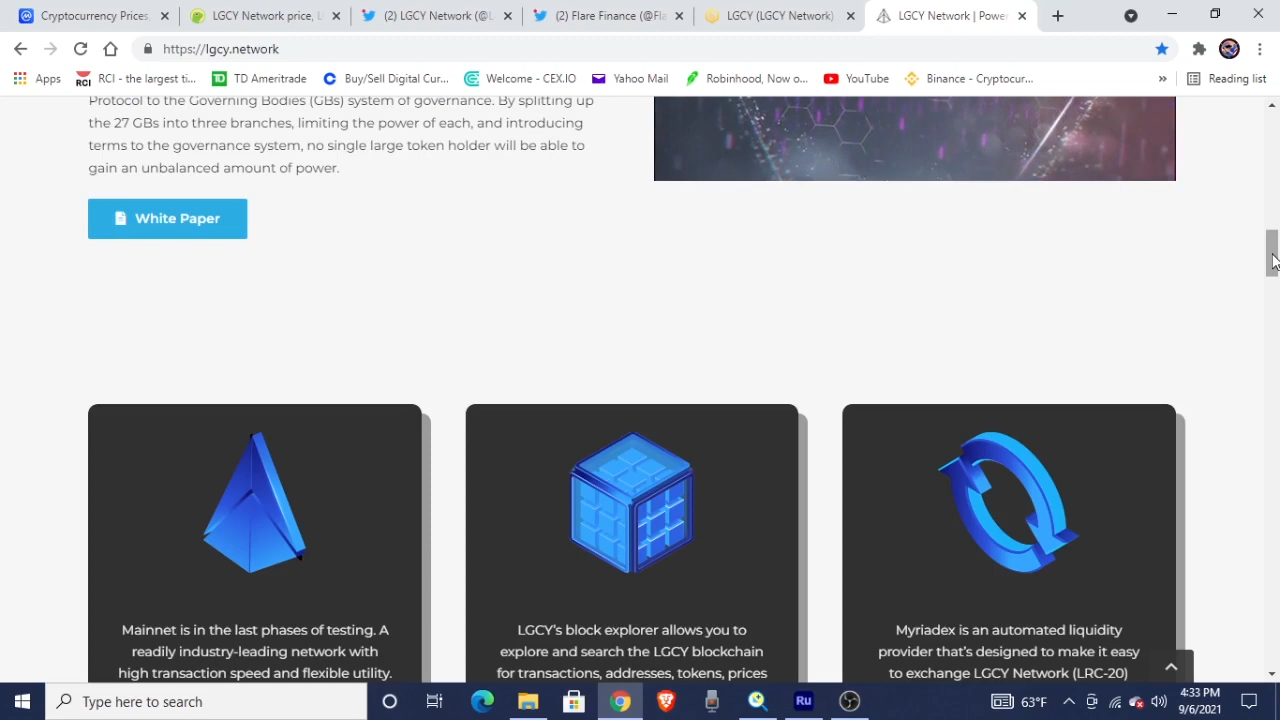 Cryptocurrency Prices,
LGCY Network price, L
(2) LGCY Network (@L
(2) Flare Finance (@Fla
LGCY (LGCY Network)
LGCY Network | Powe
https://lgcy.network
Apps
RCI
RCI - the largest ti...
TD Ameritrade
Buy/Sell Digital Cur...
Welcome - CEX.IO
Yahoo Mail
Robinhood, Now o...
YouTube
Binance - Cryptocur...
»
Reading list
Protocol to the Governing Bodies (GBs) system of governance. By splitting up
the 27 GBs into three branches, limiting the power of each, and introducing
terms to the governance system, no single large token holder will be able to
gain an unbalanced amount of power.
White Paper
Mainnet is in the last phases of testing. A
readily industry-leading network with
high transaction speed and flexible utility.
LGCY's block explorer allows you to
explore and search the LGCY blockchain
for transactions, addresses, tokens, prices
Myriadex is an automated liquidity
provider that's designed to make it easy
to exchange LGCY Network (LRC-20)
Type here to search
Ru
63°F
4:33 PM
9/6/2021